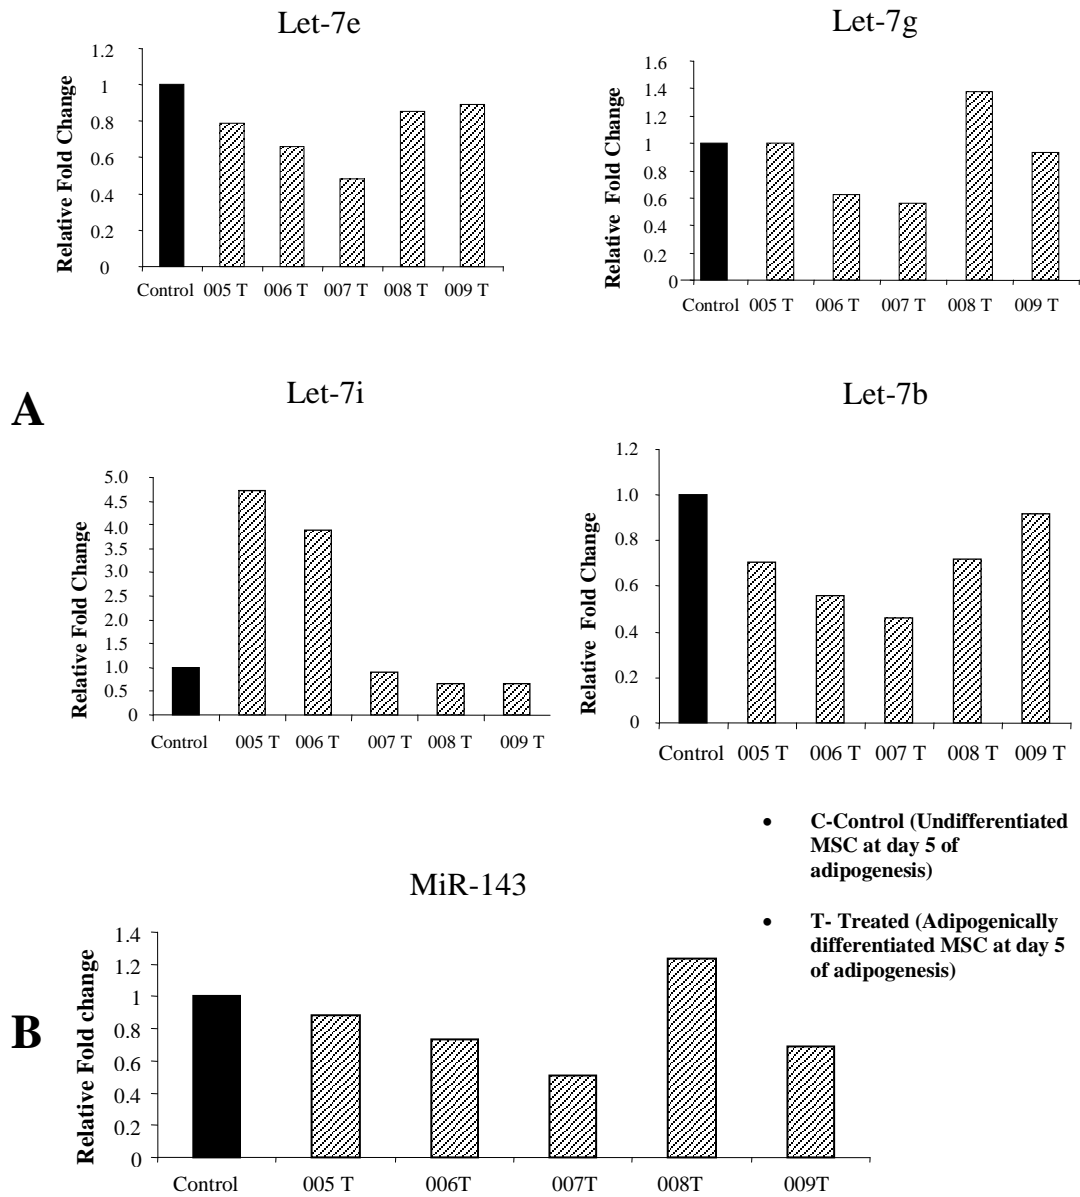 Let-7e
Relative Fold Change
1.2
1
0.8
0.6
0.4
0.2
0
Control 005 T 006 T 007 T 008 T 009 T
Let-7g
Relative Fold Change
1.6
1.4
1.2
1
0.8
0.6
0.4
0.2
0
Control 005 T 006 T 007 T 008 T 009 T
A
Let-7i
Relative Fold Change
5.0
4.5
4.0
3.5
3.0
2.5
2.0
1.5
1.0
0.5
0
Control 005 T 006 T 007 T 008 T 009 T
Let-7b
Relative Fold Change
1.2
1.0
0.8
0.6
0.4
0.2
0
Control 005 T 006 T 007 T 008 T 009 T
• C-Control (Undifferentiated
MSC at day 5 of
adipogenesis)
• T- Treated (Adipogenically
differentiated MSC at day 5
of adipogenesis)
B
MiR-143
Relative Fold change
1.4
1.2
1
0.8
0.6
0.4
0.2
0
Control 005 T 006T 007T 008T 009T